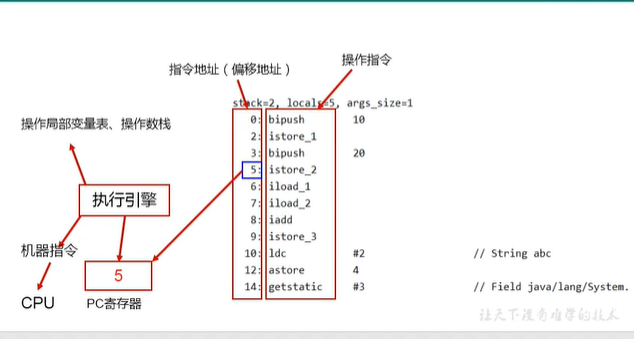 操作指令
指令地址（偏移地址）
stack=2, locals=5, args_size=1
0: bipush 10
2: istore_1
3: bipush 20
5: istore_2
6: iload_1
7: iload_2
8: iadd
9: istore_3
10: ldc #2 // String abc
12: astore 4
14: getstatic #3 // Field java/lang/System.
操作局部变量表、操作数栈
执行引擎
机器指令
5
CPU
PC寄存器
让天下没有难学的技术